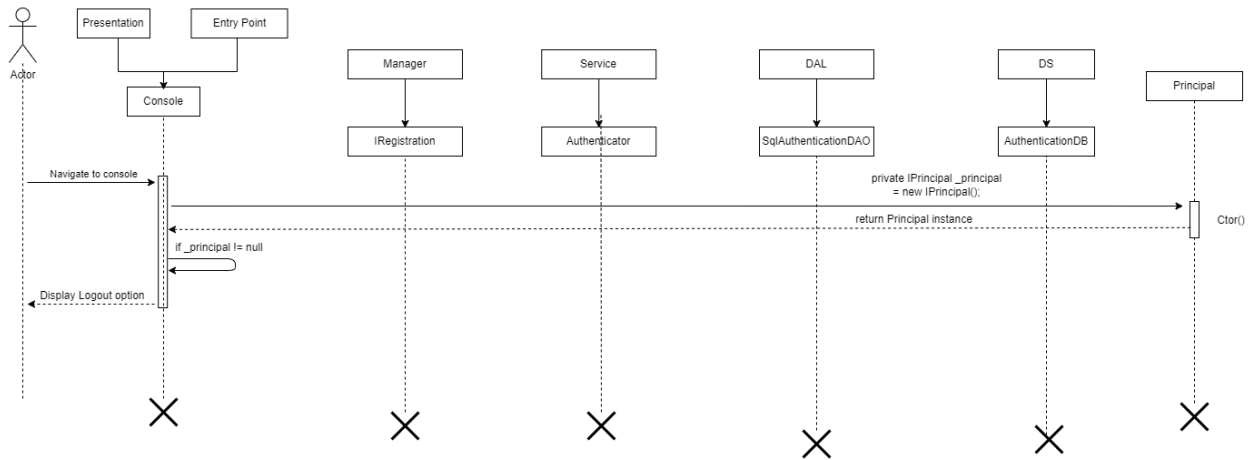 Presentation
Entry Point
Manager
Service
DAL
DS
Actor
Principal
Console
IRegistration
Authenticator
SqlAuthenticationDAO
AuthenticationDB
Navigate to console
private IPrincipal _principal
= new IPrincipal();
return Principal instance
Ctor()
if _principal != null
Display Logout option